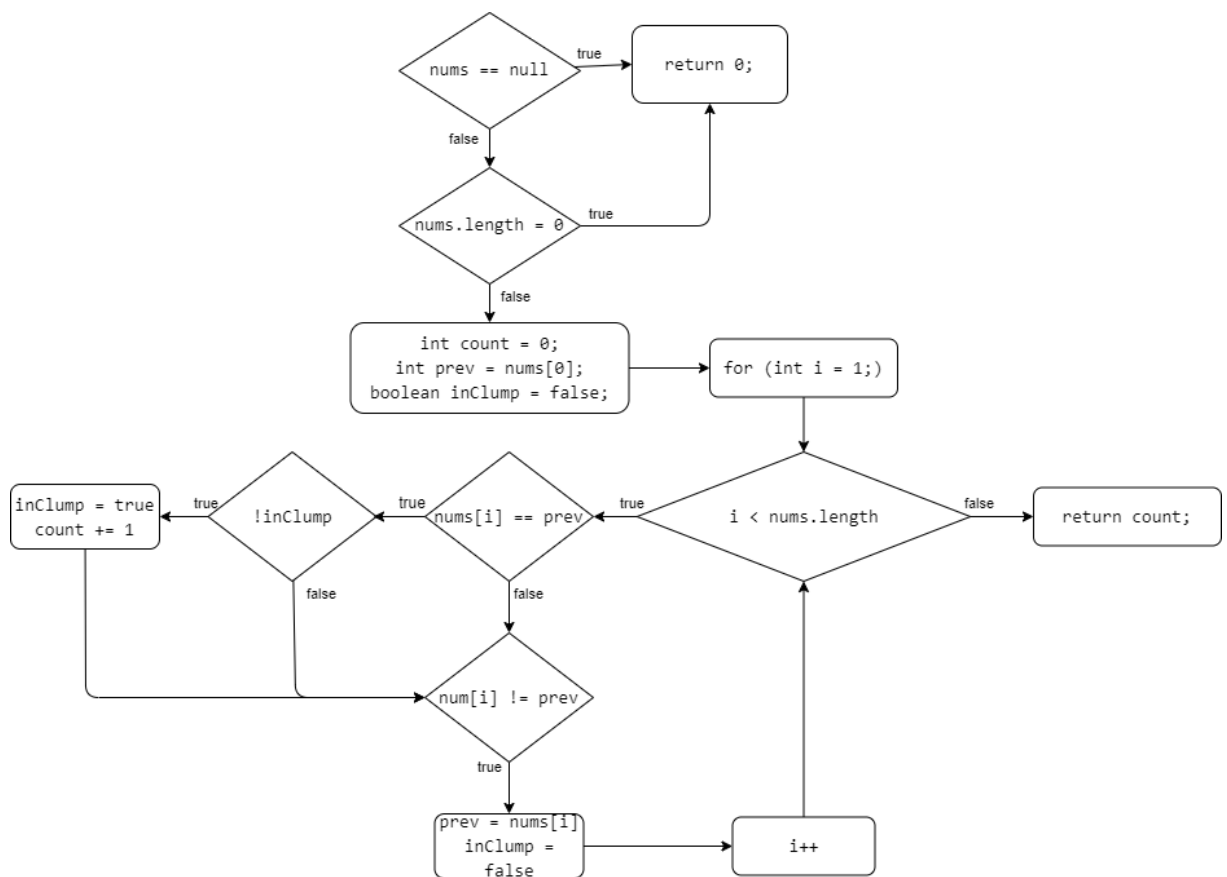 nums == null
true
return 0;
false
nums.length = 0
true
false
int count = 0;
int prev = nums[0];
boolean inClump = false;
for (int i = 1;)
inClump = true
count += 1
true
!inClump
true
nums[i] == prev
true
i < nums.length
false
return count;
false
false
num[i] != prev
true
prev = nums[i]
inClump =
false
i++